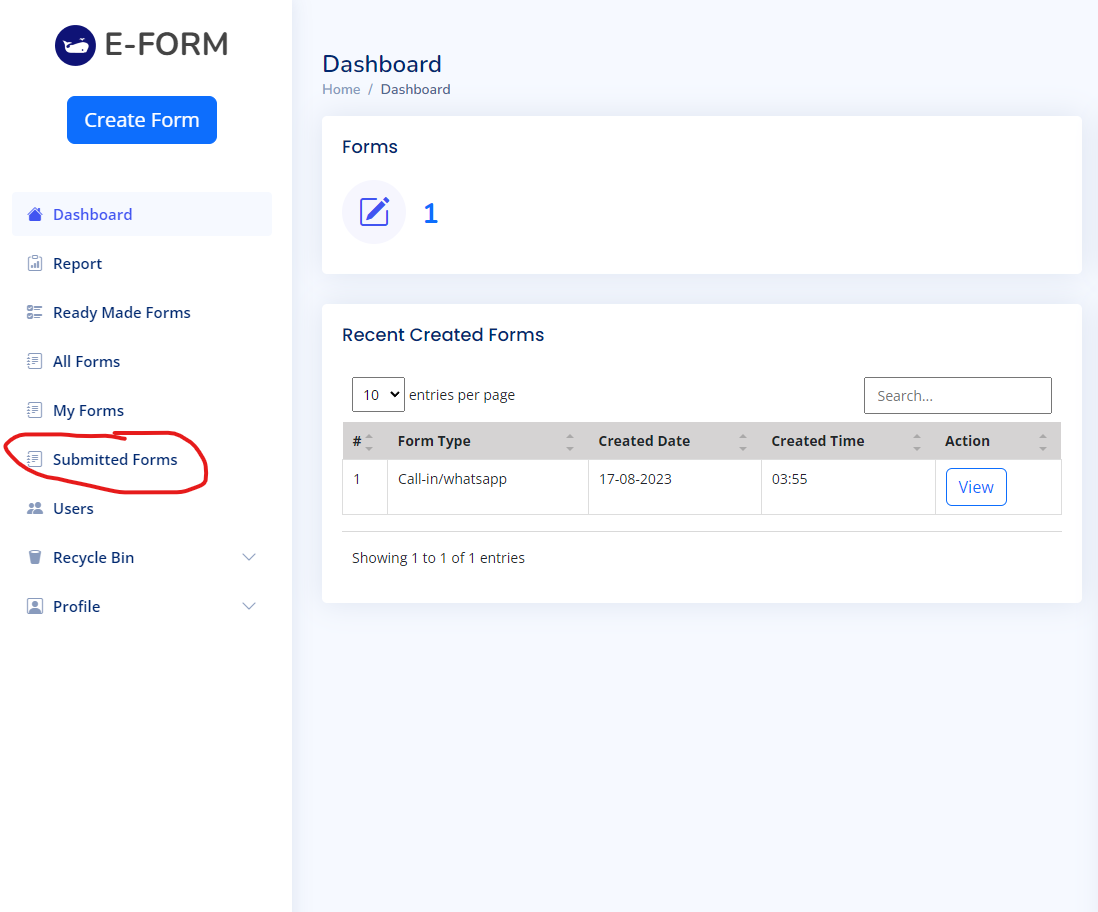 E-FORM
Create Form
Dashboard
Report
Ready Made Forms
All Forms
My Forms
Submitted Forms
Users
Recycle Bin
Profile
Dashboard
Home / Dashboard
Forms
1
Recent Created Forms
10 entries per page Search...
# Form Type Created Date Created Time Action
1 Call-in/whatsapp 17-08-2023 03:55 View
Showing 1 to 1 of 1 entries